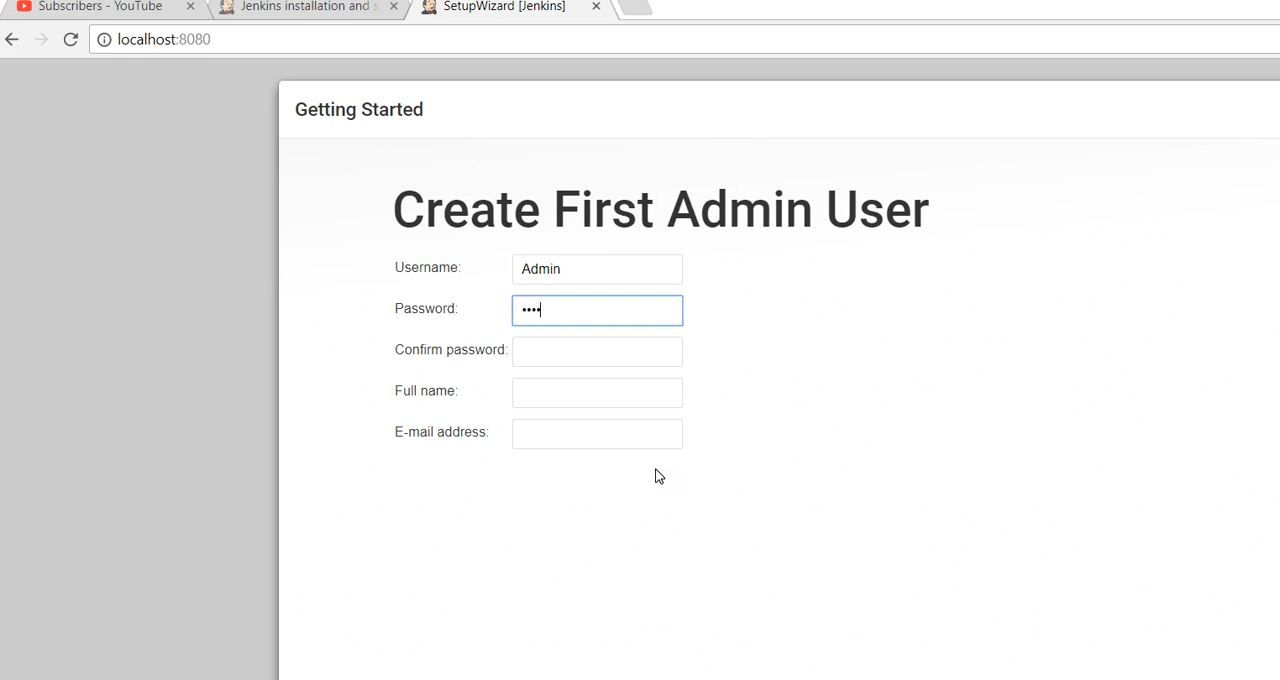 Subscribers - YouTube
Jenkins installation and s
SetupWizard [Jenkins]
localhost:8080
Getting Started
Create First Admin User
Username: Admin
Password: ••••
Confirm password:
Full name:
E-mail address: